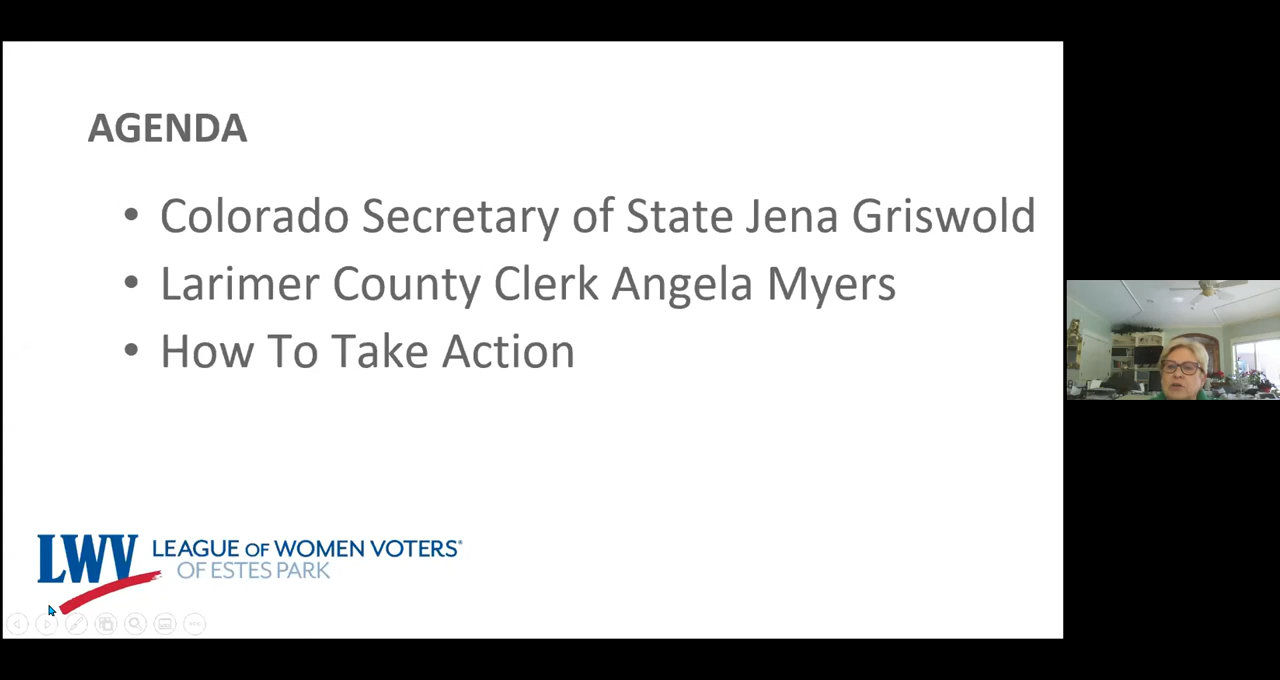 AGENDA
• Colorado Secretary of State Jena Griswold
• Larimer County Clerk Angela Myers
• How To Take Action
LWV LEAGUE OF WOMEN VOTERS®
OF ESTES PARK